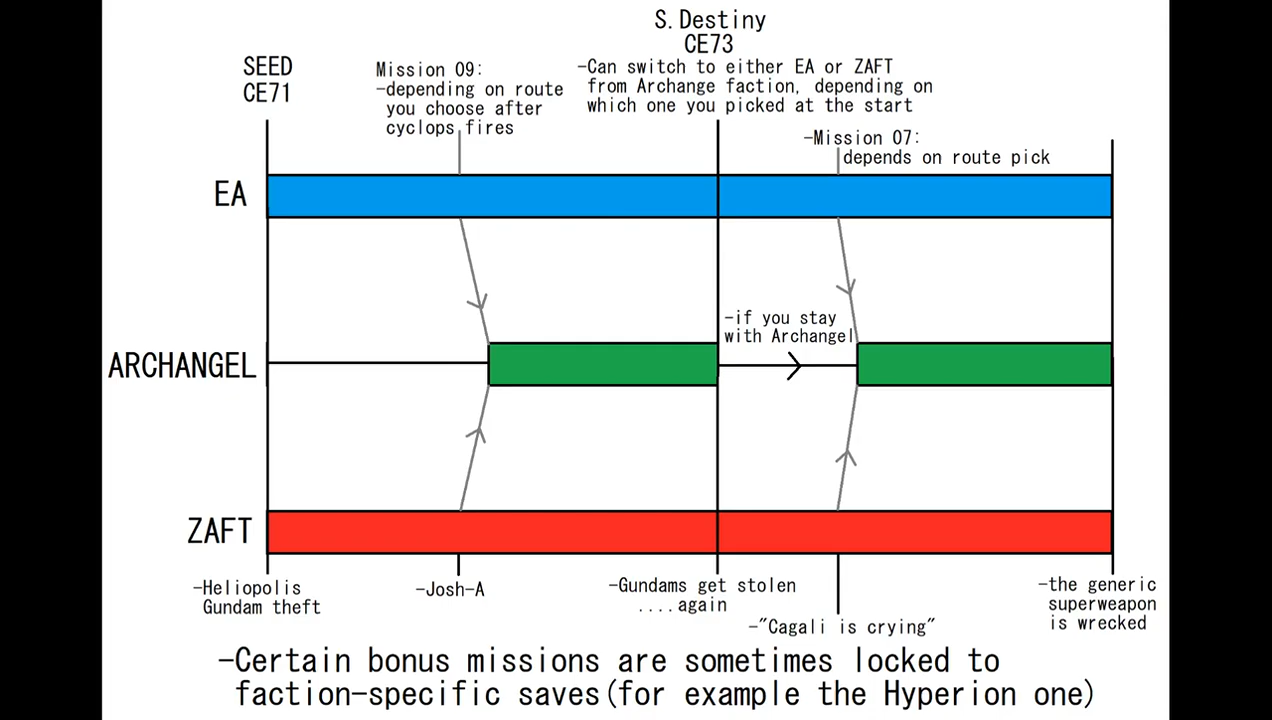 S.Destiny
CE73
SEED
CE71
Mission 09:
-depending on route
you choose after
cyclops fires
-Can switch to either EA or ZAFT
from Archange faction, depending on
which one you picked at the start
-Mission 07:
depends on route pick
EA
-if you stay
with Archangel
ARCHANGEL
ZAFT
-Heliopolis
Gundam theft
-Josh-A
-Gundams get stolen
....again
-"Cagali is crying"
-the generic
superweapon
is wrecked
-Certain bonus missions are sometimes locked to
faction-specific saves(for example the Hyperion one)